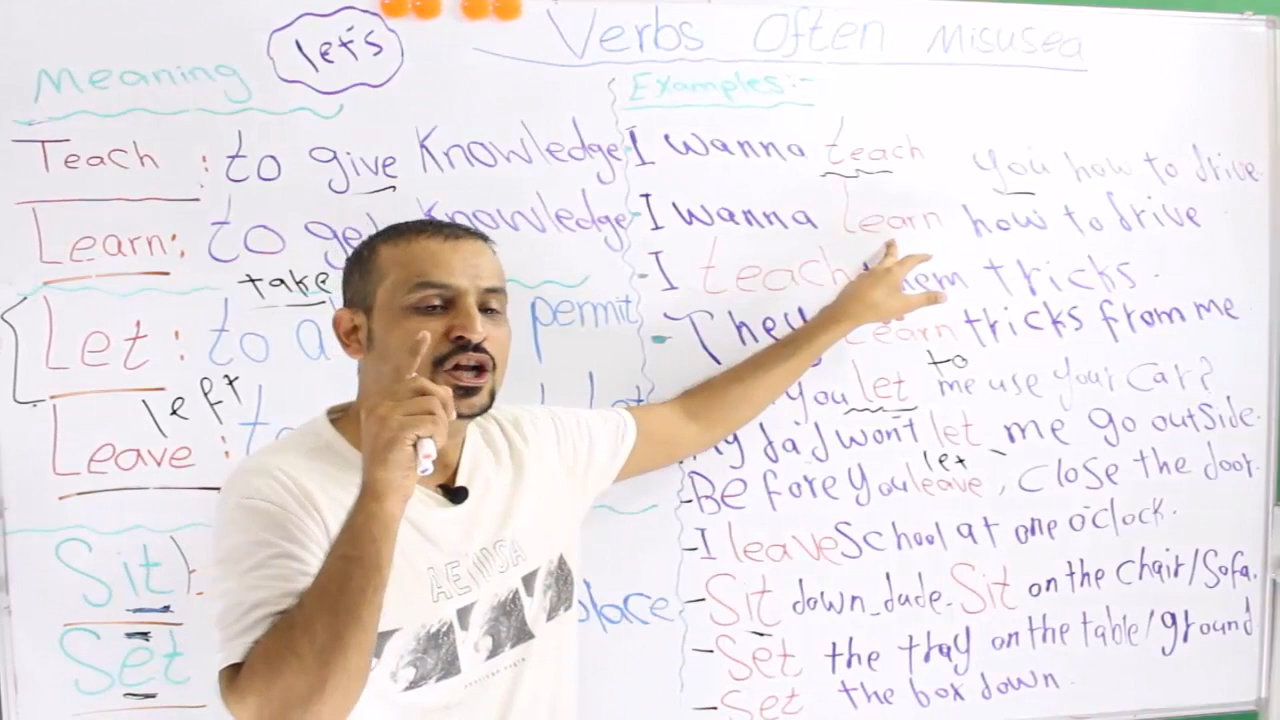 Verbs Often Misused
let's
Meaning
Teach : to give Knowledge
Learn: to get Knowledge
take
Let : to a permit
left
Leave :
Sit
Set
place
Examples:-
-I wanna teach you how to drive.
-I wanna learn how to drive
-I teach them tricks.
-They learn tricks from me
to
you let me use your car?
My dad won't let me go outside.
let
-Before you leave, close the door.
-I leave school at one o'clock.
-Sit down dude. Sit on the chair/Sofa.
-Set the tray on the table/ground
-Set the box down.